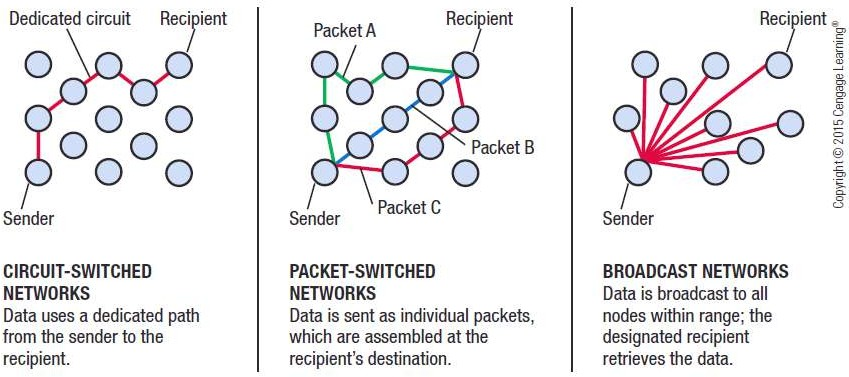 Dedicated circuit
Recipient
Sender
CIRCUIT-SWITCHED
NETWORKS
Data uses a dedicated path
from the sender to the
recipient.
Packet A
Recipient
Packet B
Packet C
Sender
PACKET-SWITCHED
NETWORKS
Data is sent as individual packets,
which are assembled at the
recipient’s destination.
Recipient
Sender
BROADCAST NETWORKS
Data is broadcast to all
nodes within range; the
designated recipient
retrieves the data.
Copyright © 2015 Cengage Learning®